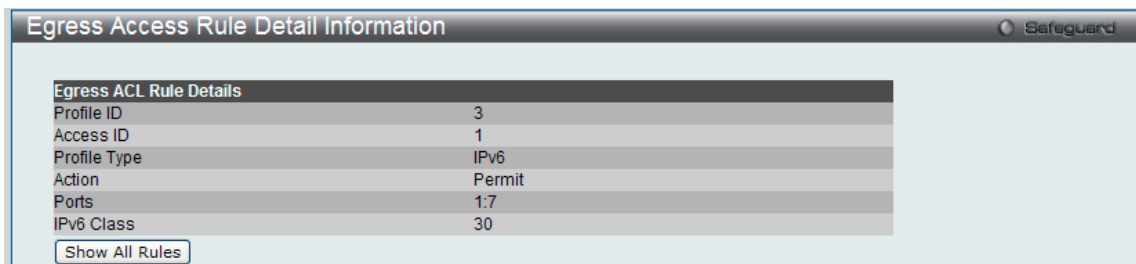 Egress Access Rule Detail Information Safeguard
Egress ACL Rule Details
Profile ID 3
Access ID 1
Profile Type IPv6
Action Permit
Ports 1:7
IPv6 Class 30
Show All Rules